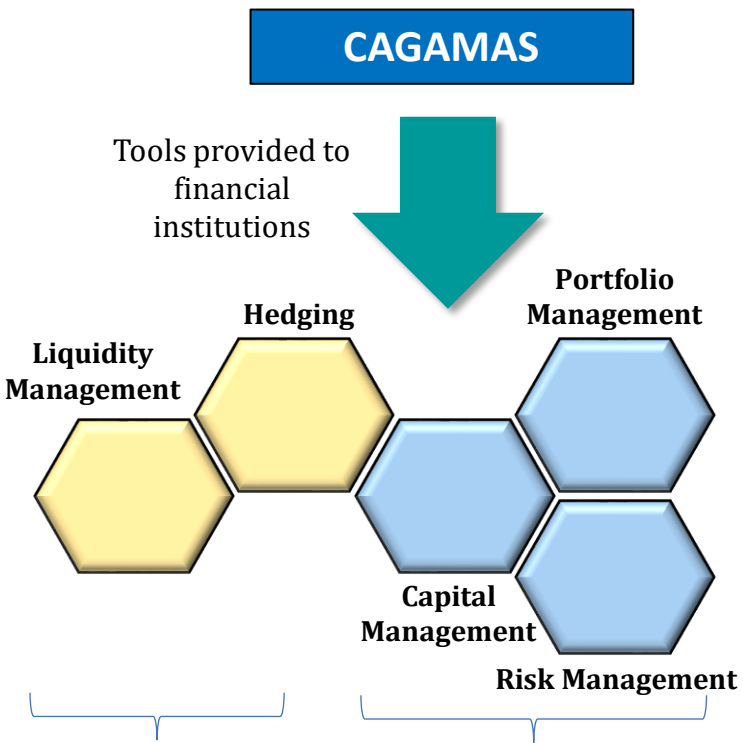 CAGAMAS
Tools provided to
financial
institutions
Portfolio
Management
Hedging
Liquidity
Management
Capital
Management
Risk Management